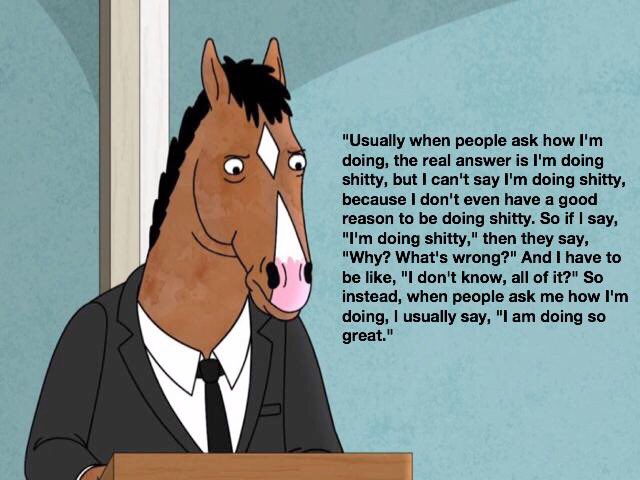 "Usually when people ask how I'm
doing, the real answer is I'm doing
shitty, but I can't say I'm doing shitty,
because I don't even have a good
reason to be doing shitty. So if I say,
"I'm doing shitty," then they say,
"Why? What's wrong?" And I have to
be like, "I don't know, all of it?" So
instead, when people ask me how I'm
doing, I usually say, "I am doing so
great."